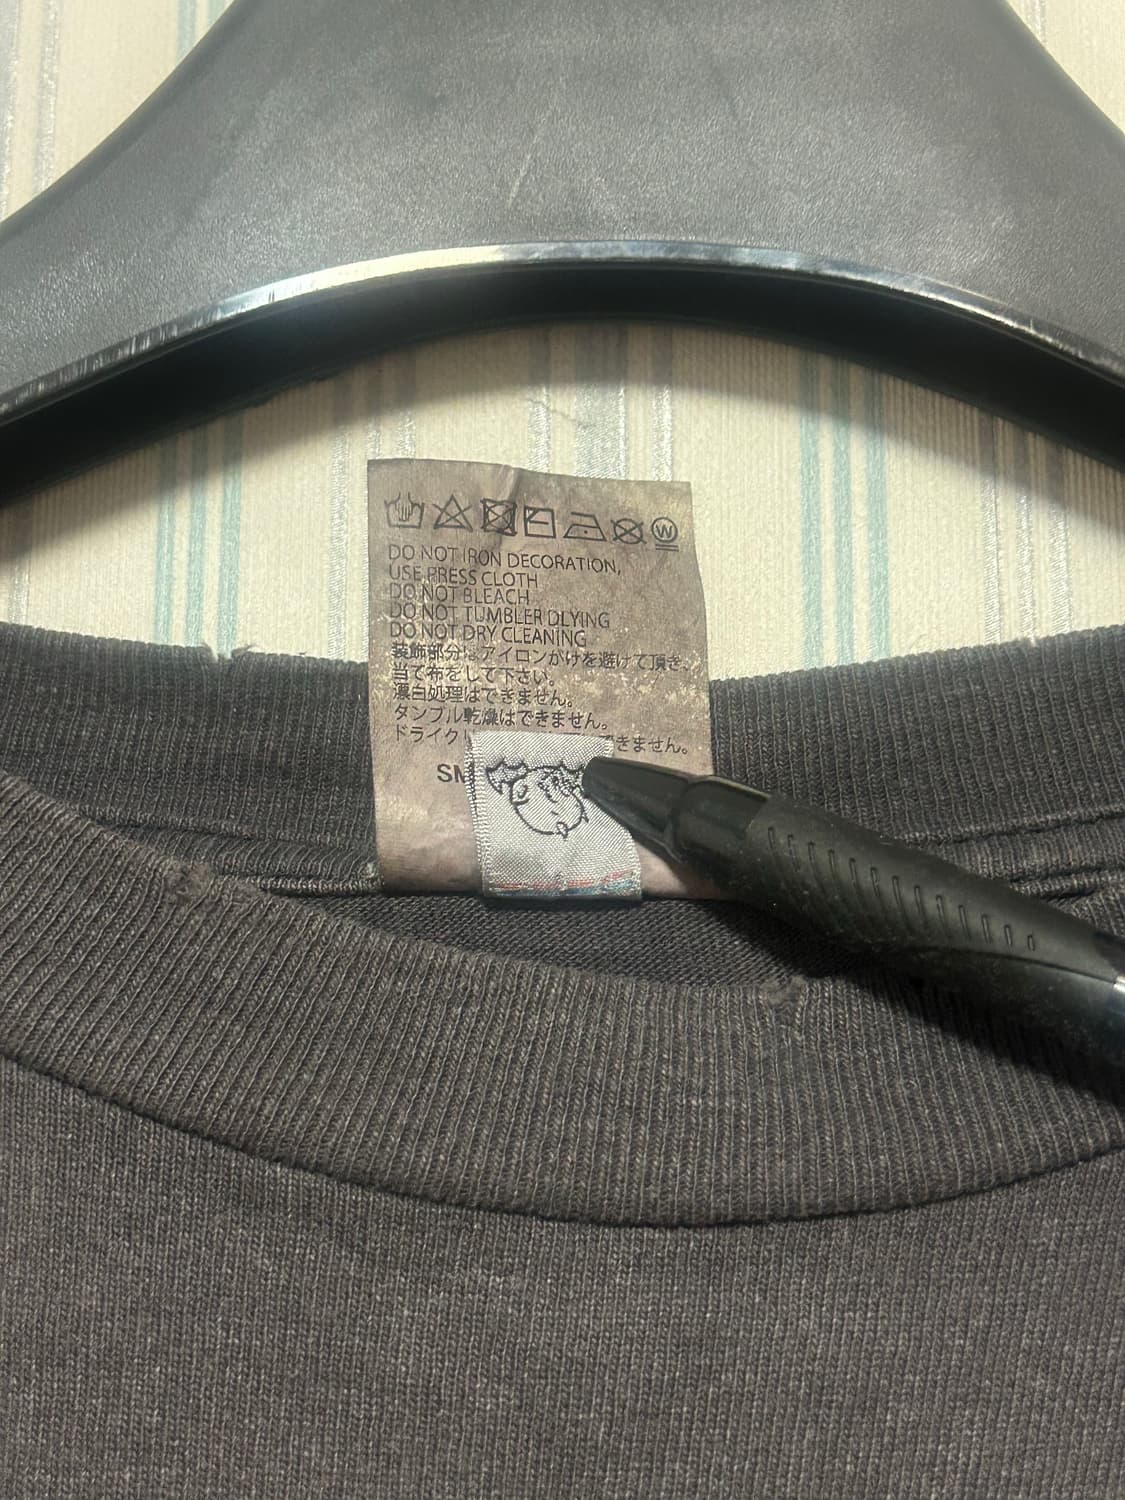 W
DO NOT IRON DECORATION,
USE PRESS CLOTH
DO NOT BLEACH
DO NOT TUMBLER DLYING
DO NOT DRY CLEANING
装飾部分はアイロンがけを避けて頂き、
当て布をして下さい。
漂白処理はできません。
タンブル乾燥はできません。
ドライク きません。
SM